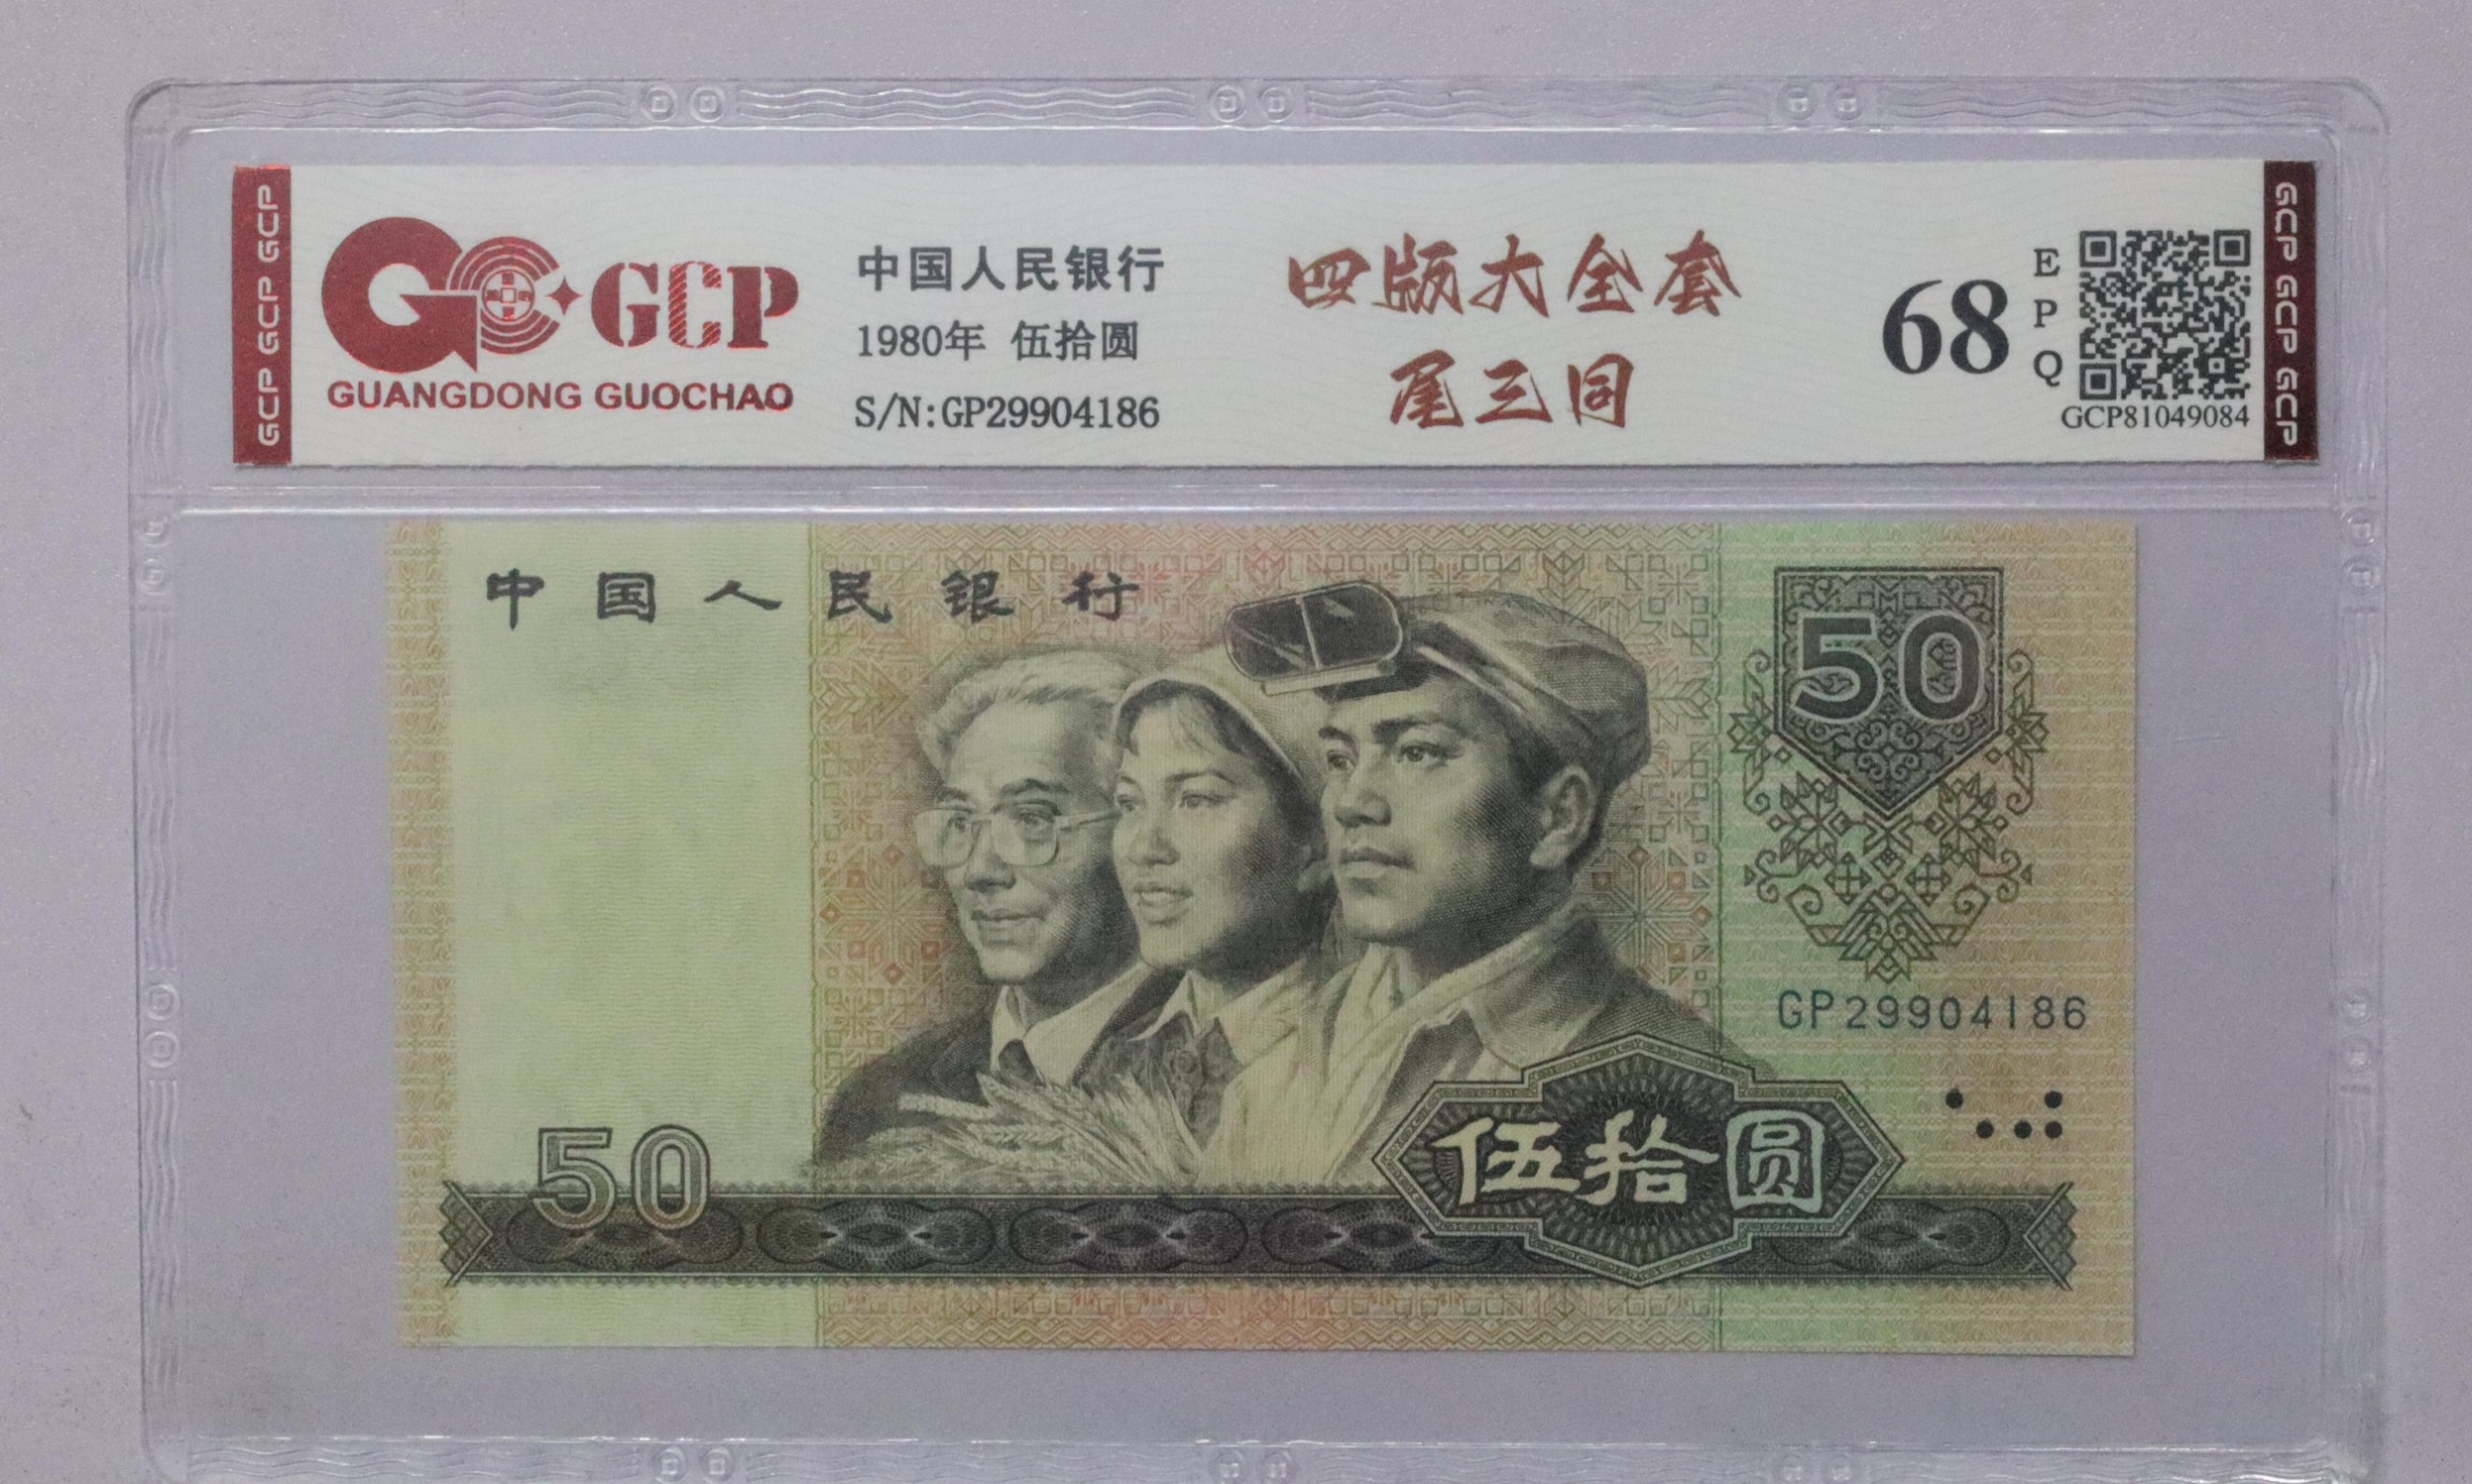 GCP GCP GCP
GCP
GUANGDONG GUOCHAO
中国人民银行
1980年 伍拾圆
S/N:GP29904186
四版大全套
尾三同
68
E
P
Q
GCP81049084
GCP GCP GCP
中国人民银行
50
GP29904186
50
伍拾圆